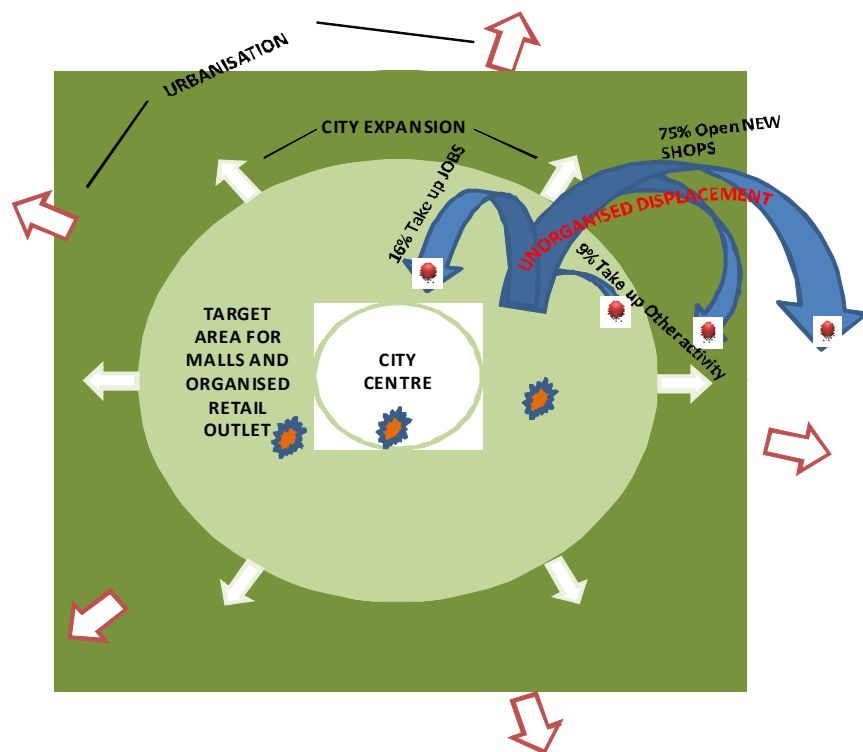 URBANISATION
CITY EXPANSION
75% Open NEW
SHOPS
16% Take up JOBS
UNORGANISED DISPLACEMENT
9% Take up Other activity
TARGET
AREA FOR
MALLS AND
ORGANISED
RETAIL
OUTLET
CITY
CENTRE